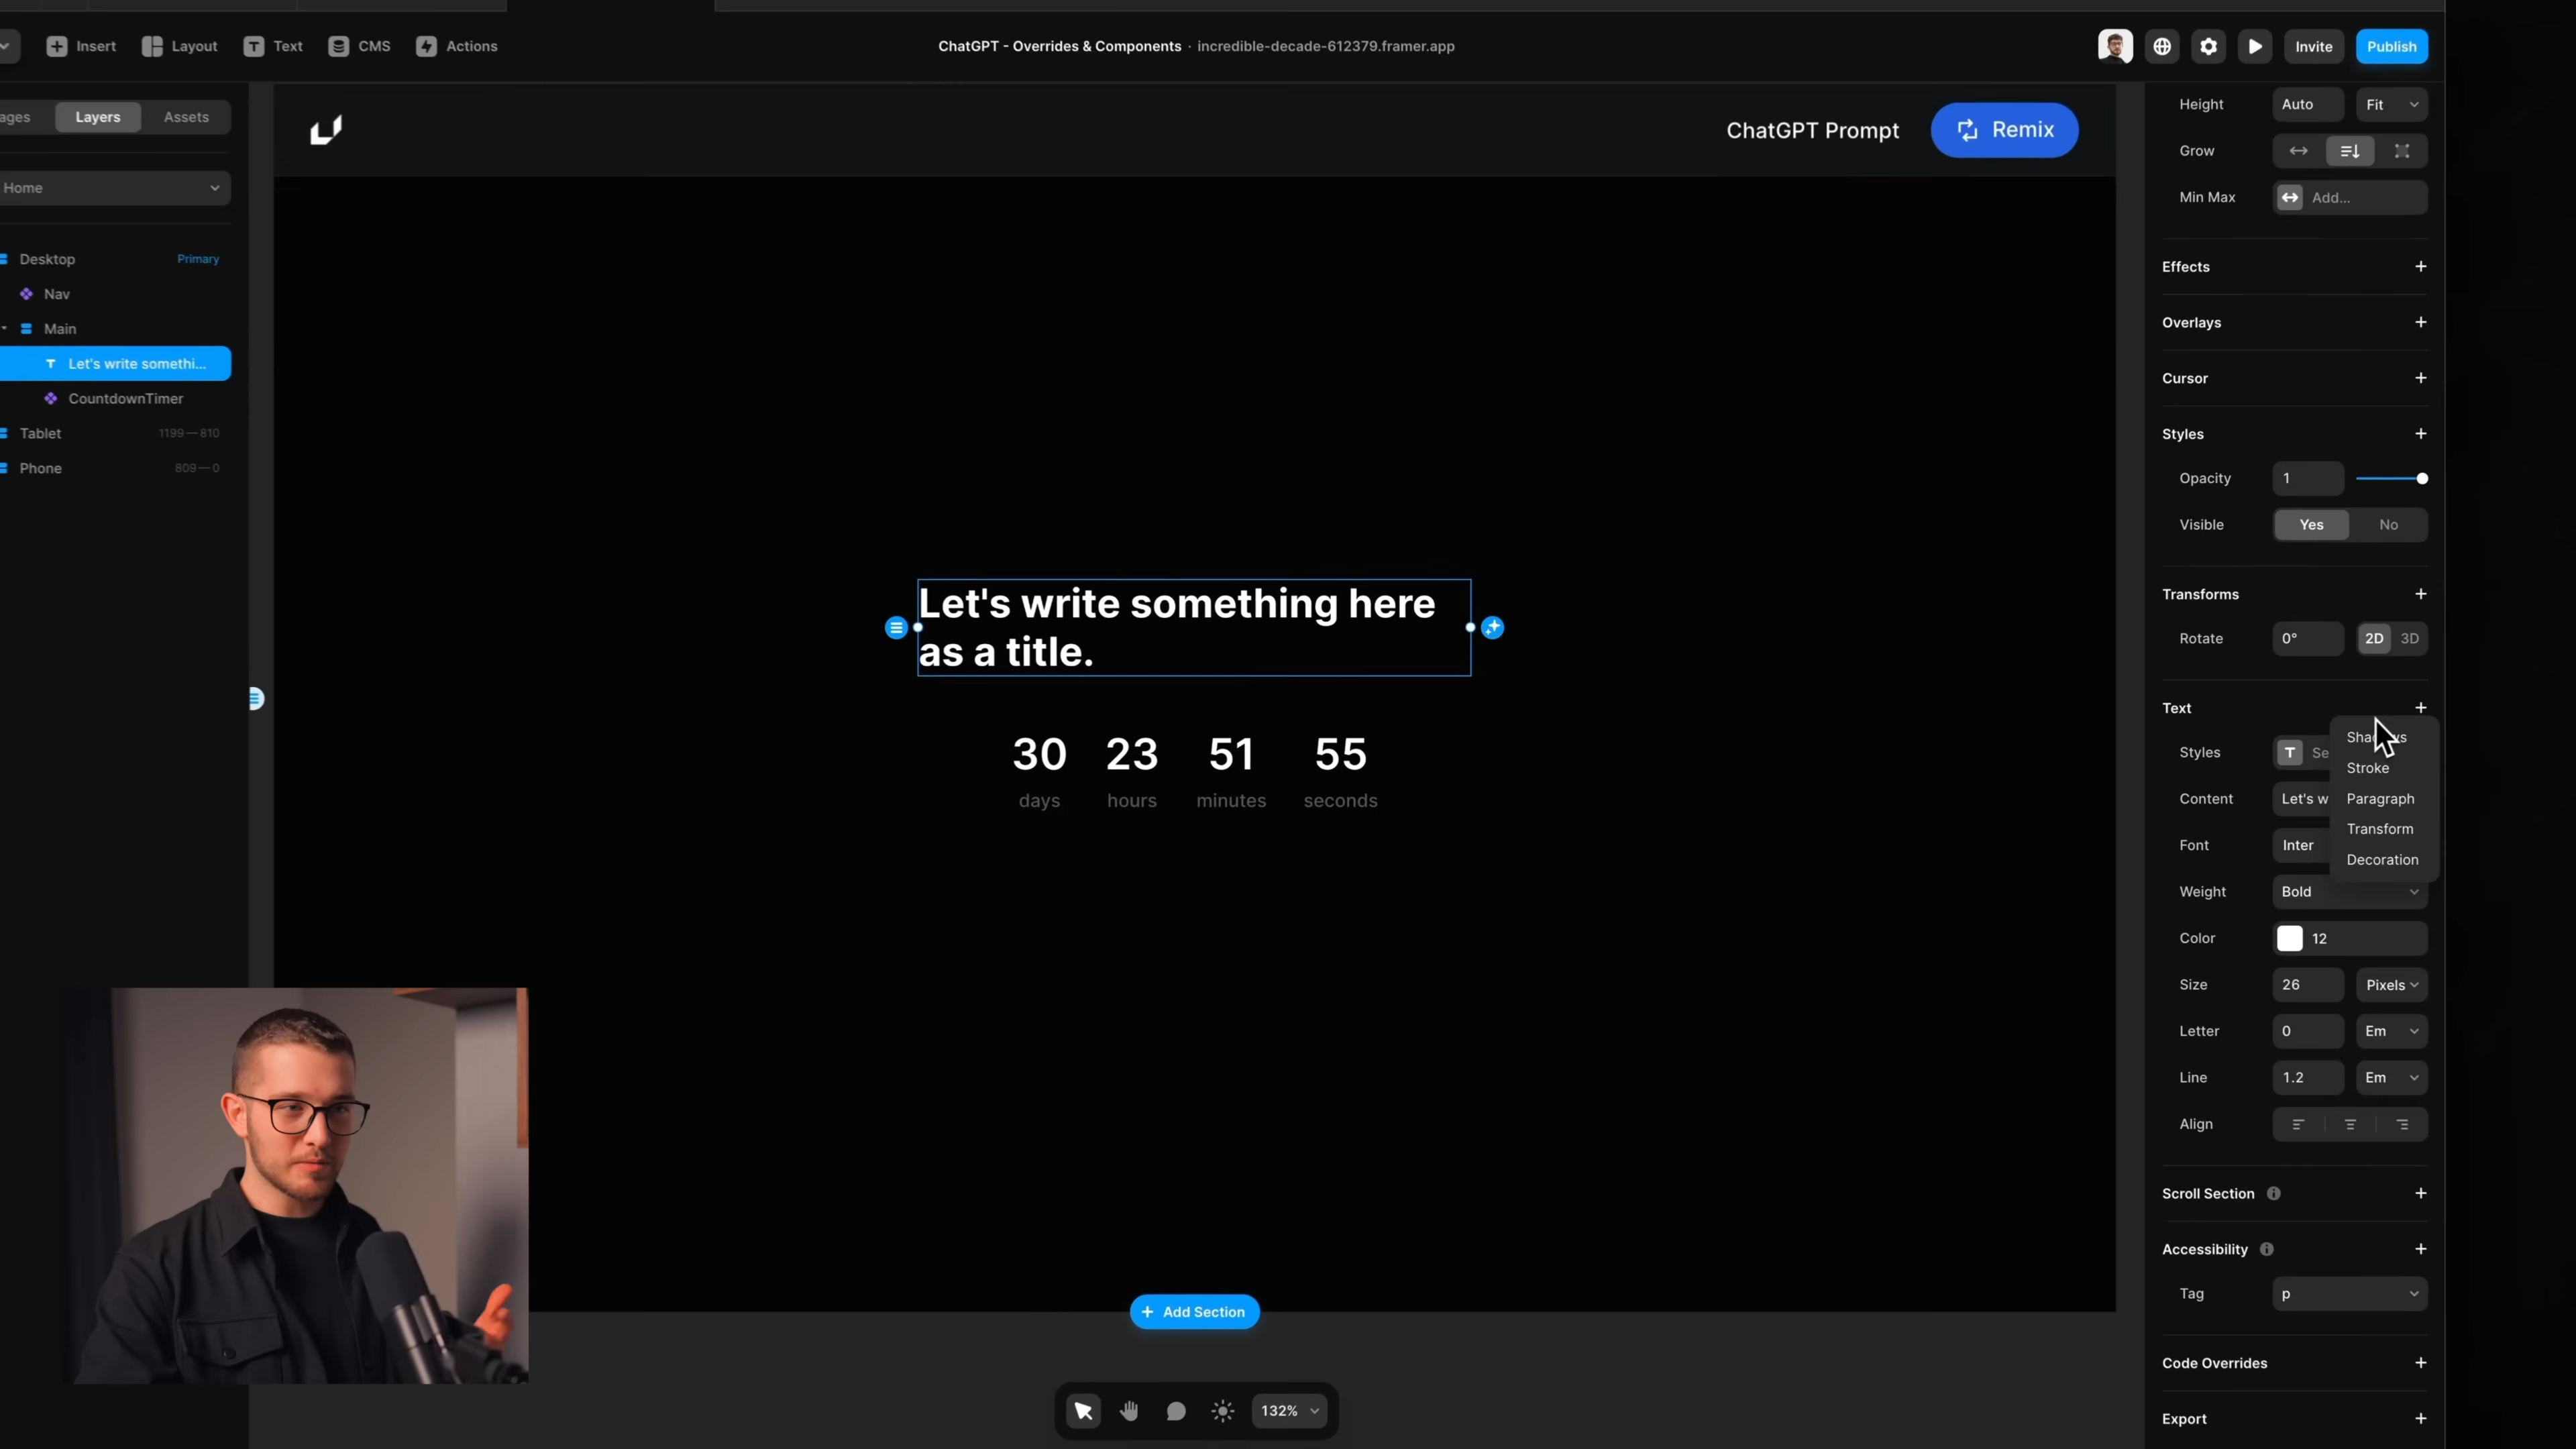 Insert
Layout
Text
CMS
Actions
ChatGPT - Overrides & Components · incredible-decade-612379.framer.app
Invite
Publish
ages
Layers
Assets
Home
Desktop
Primary
Nav
Main
Let's write somethi...
CountdownTimer
Tablet
1199—810
Phone
809—0
ChatGPT Prompt
Remix
Let's write something here
as a title.
30 23 51 55
days hours minutes seconds
Add Section
132%
Height Auto Fit
Grow
Min Max Add...
Effects
Overlays
Cursor
Styles
Opacity 1
Visible Yes No
Transforms
Rotate 0° 2D 3D
Text
Styles T Se
Content Let's w
Font Inter
Stroke
Paragraph
Transform
Decoration
Weight Bold
Color 12
Size 26 Pixels
Letter 0 Em
Line 1.2 Em
Align
Scroll Section
Accessibility
Tag p
Code Overrides
Export